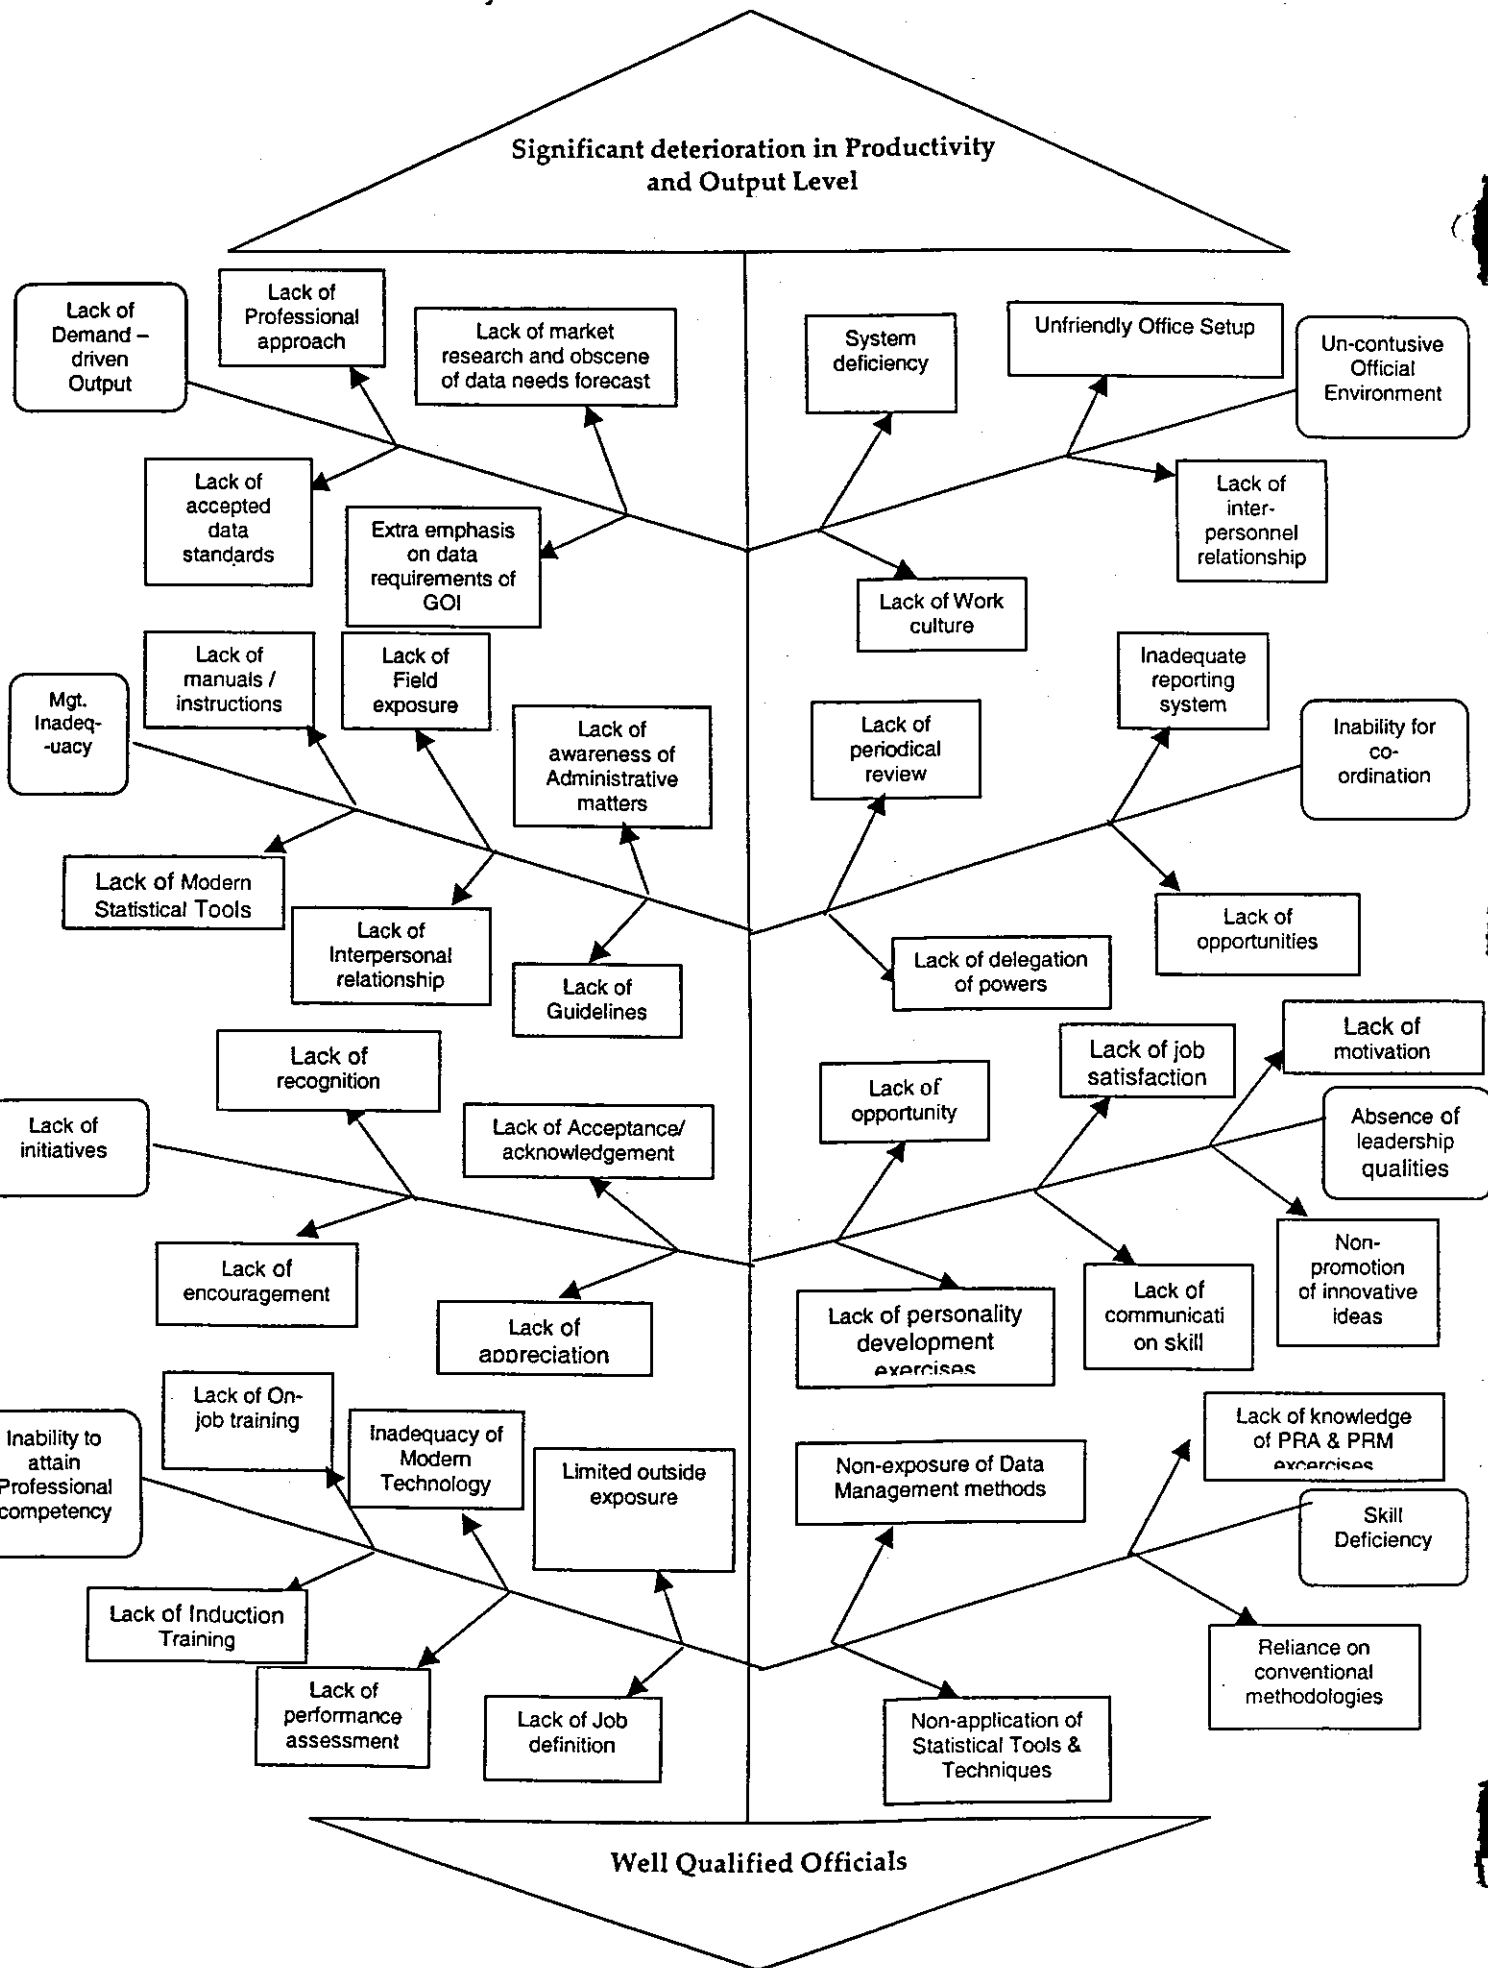 Significant deterioration in Productivity
and Output Level
Lack of
Demand –
driven
Output
Lack of
Professional
approach
Lack of market
research and obscene
of data needs forecast
System
deficiency
Unfriendly Office Setup
Un-contusive
Official
Environment
Lack of
accepted
data
standards
Extra emphasis
on data
requirements of
GOI
Lack of Work
culture
Lack of
inter-
personnel
relationship
Mgt.
Inadeq-
-uacy
Lack of
manuals /
instructions
Lack of
Field
exposure
Lack of
awareness of
Administrative
matters
Lack of
periodical
review
Inadequate
reporting
system
Inability for
co-
ordination
Lack of Modern
Statistical Tools
Lack of
Interpersonal
relationship
Lack of
Guidelines
Lack of delegation
of powers
Lack of
opportunities
Lack of
initiatives
Lack of
recognition
Lack of Acceptance/
acknowledgement
Lack of
opportunity
Lack of job
satisfaction
Lack of
motivation
Absence of
leadership
qualities
Lack of
encouragement
Lack of
appreciation
Lack of personality
development
exercises
Lack of
communicati
on skill
Non-
promotion
of innovative
ideas
Inability to
attain
Professional
competency
Lack of On-
job training
Inadequacy of
Modern
Technology
Limited outside
exposure
Non-exposure of Data
Management methods
Lack of knowledge
of PRA & PRM
excercises
Skill
Deficiency
Lack of Induction
Training
Lack of
performance
assessment
Lack of Job
definition
Non-application of
Statistical Tools &
Techniques
Reliance on
conventional
methodologies
Well Qualified Officials